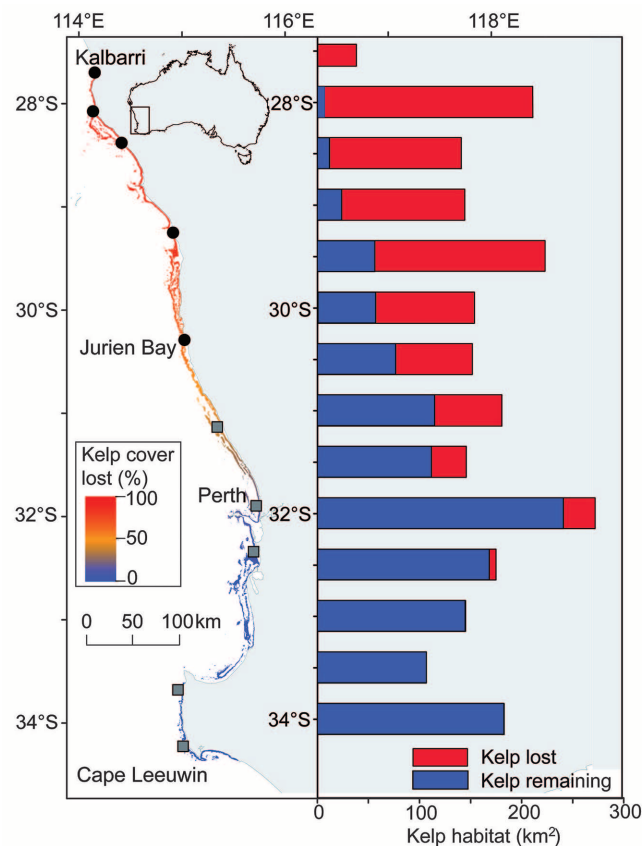 114°E 116°E 118°E
Kalbarri
28°S 28°S
30°S 30°S
Jurien Bay
Kelp cover
lost (%)
100
50
0
Perth
32°S 32°S
0 50 100 km
34°S 34°S
Cape Leeuwin
Kelp lost
Kelp remaining
0 100 200 300
Kelp habitat (km²)